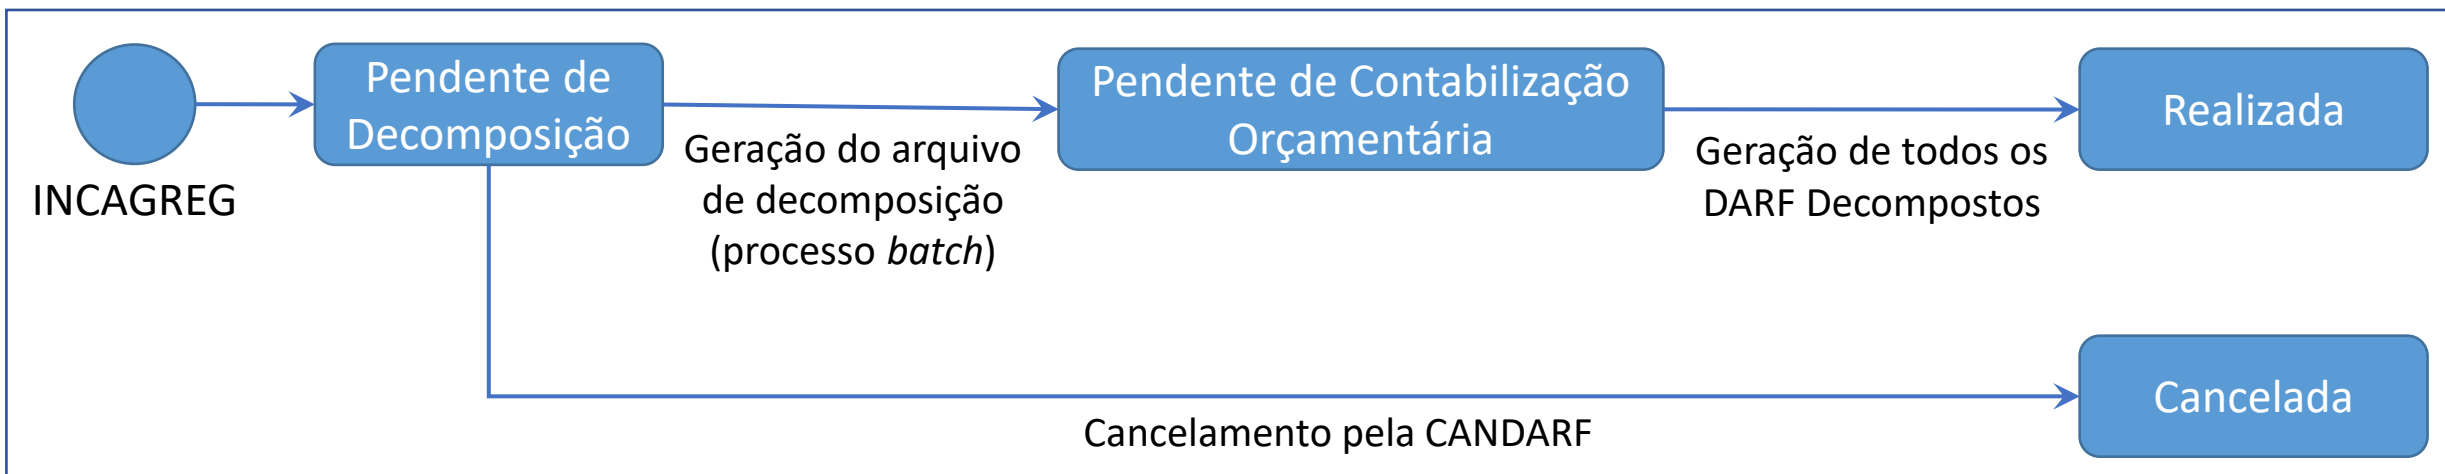 INCAGREG
Pendente de
Decomposição
Geração do arquivo
de decomposição
(processo batch)
Pendente de Contabilização
Orçamentária
Geração de todos os
DARF Decompostos
Realizada
Cancelamento pela CANDARF
Cancelada